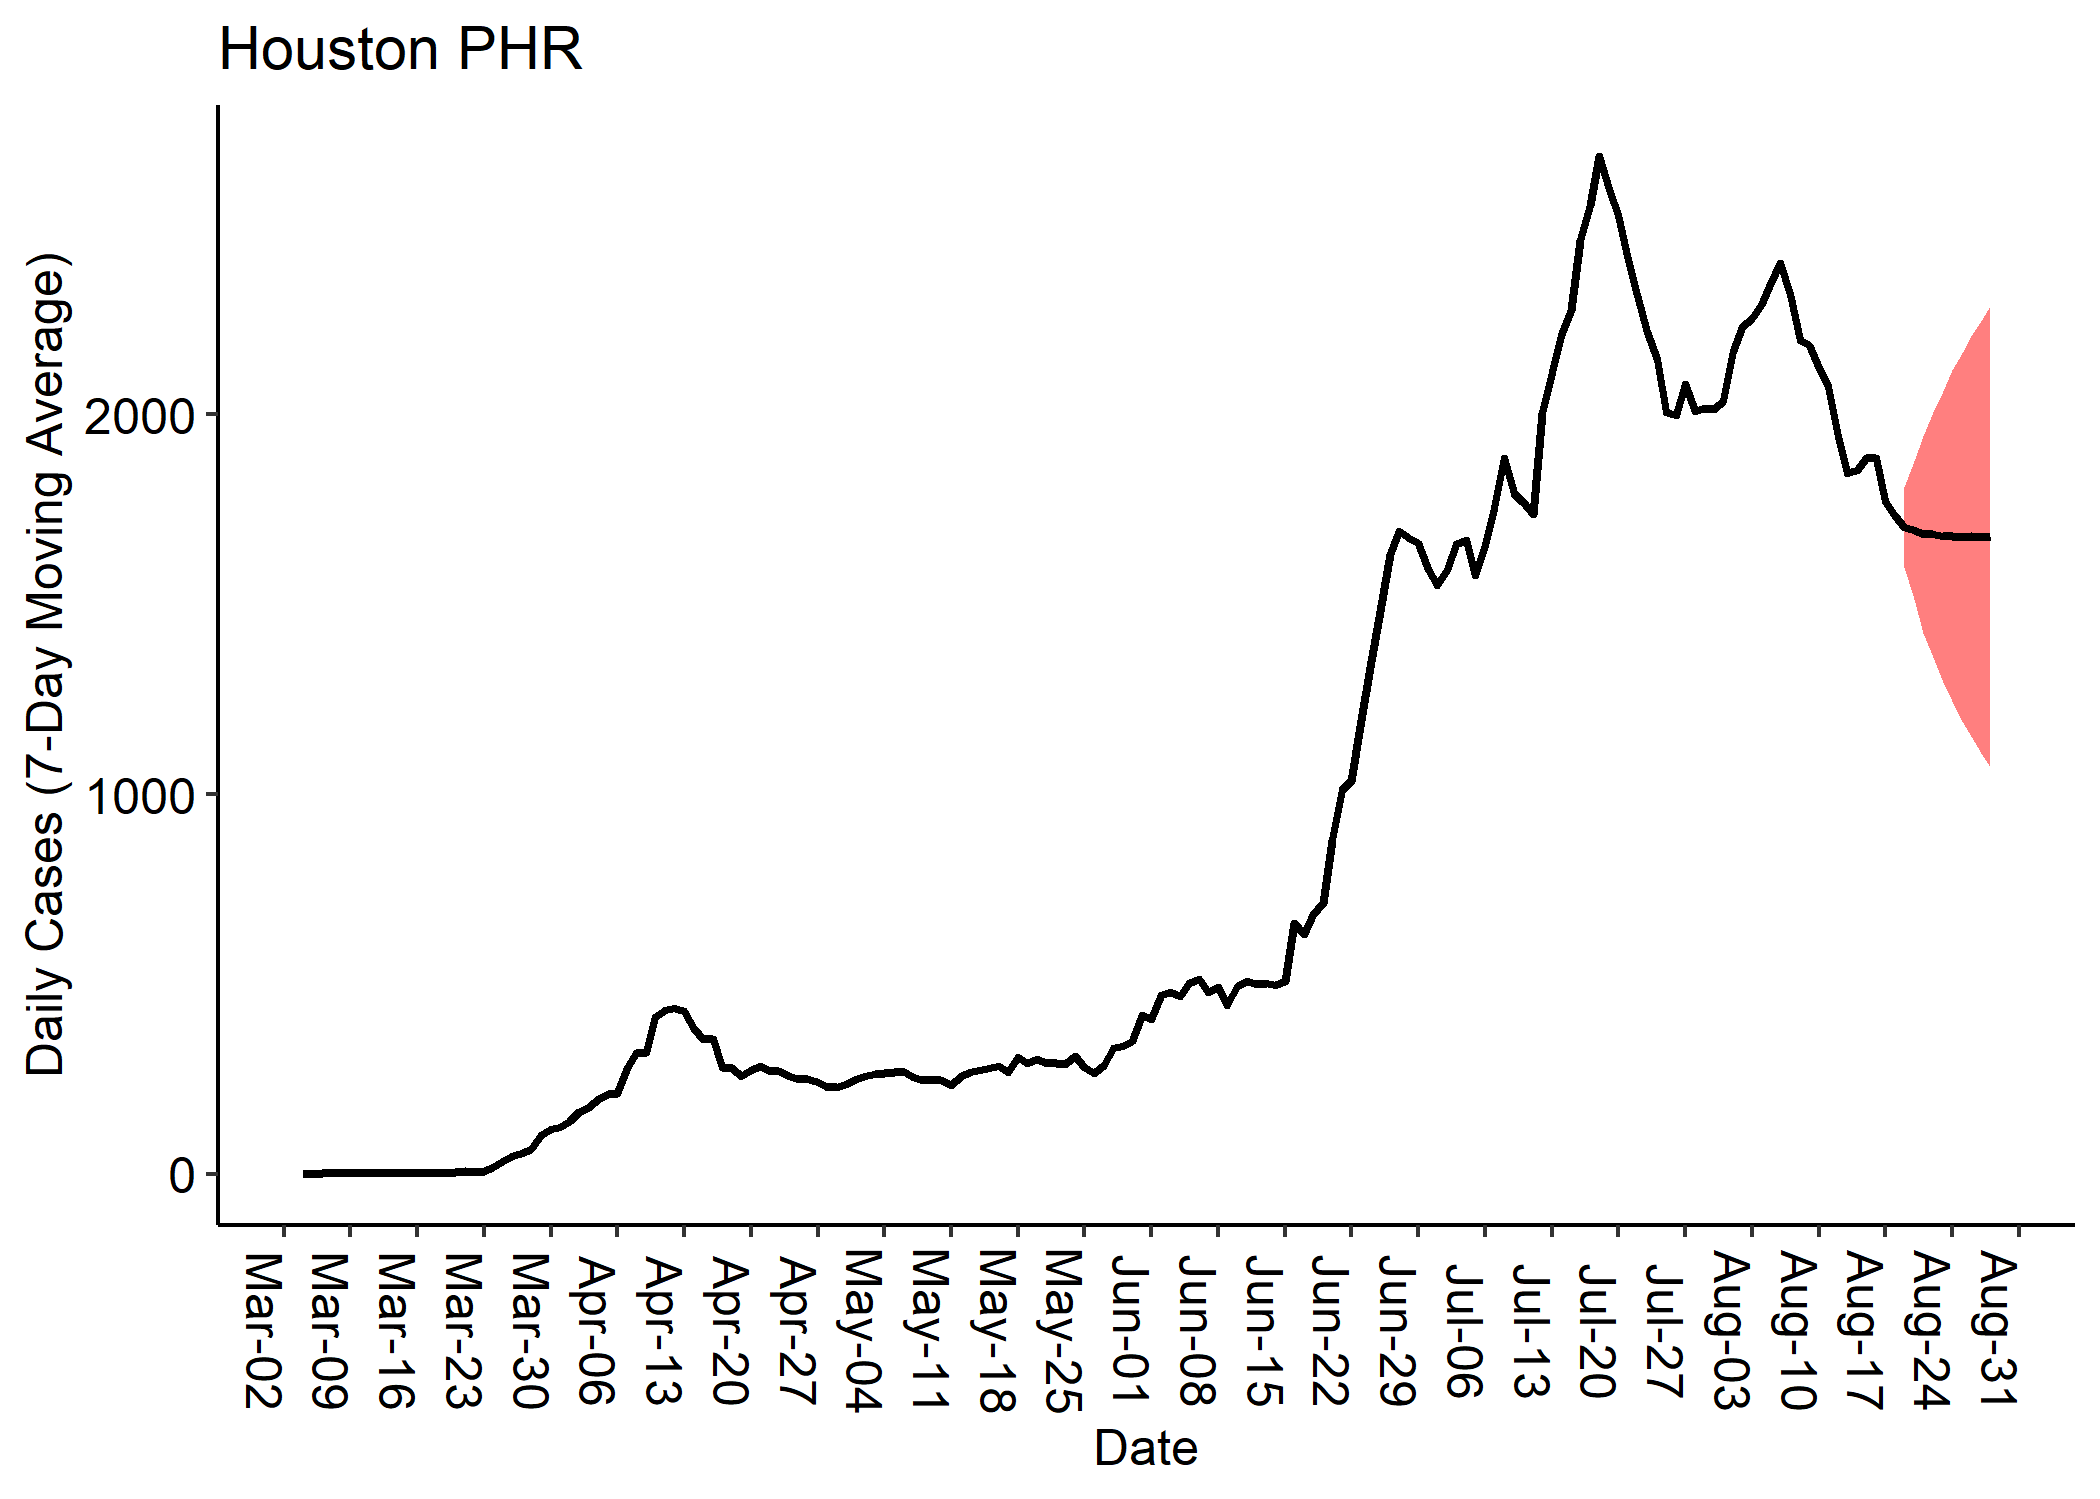 Houston PHR
Daily Cases (7-Day Moving Average)
2000
1000
0
Mar-02
Mar-09
Mar-16
Mar-23
Mar-30
Apr-06
Apr-13
Apr-20
Apr-27
May-04
May-11
May-18
May-25
Jun-01
Jun-08
Jun-15
Jun-22
Jun-29
Jul-06
Jul-13
Jul-20
Jul-27
Aug-03
Aug-10
Aug-17
Aug-24
Aug-31
Date